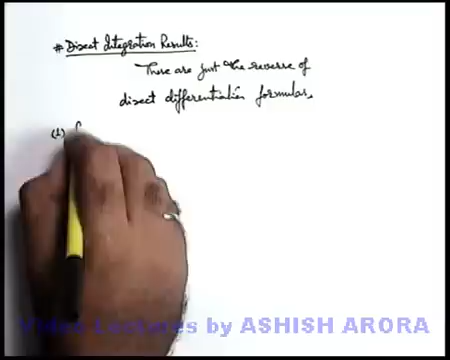 # Direct Integration Results:
These are just the reverse of
direct differentiation formulas.
(1) ∫
Video Lectures by ASHISH ARORA